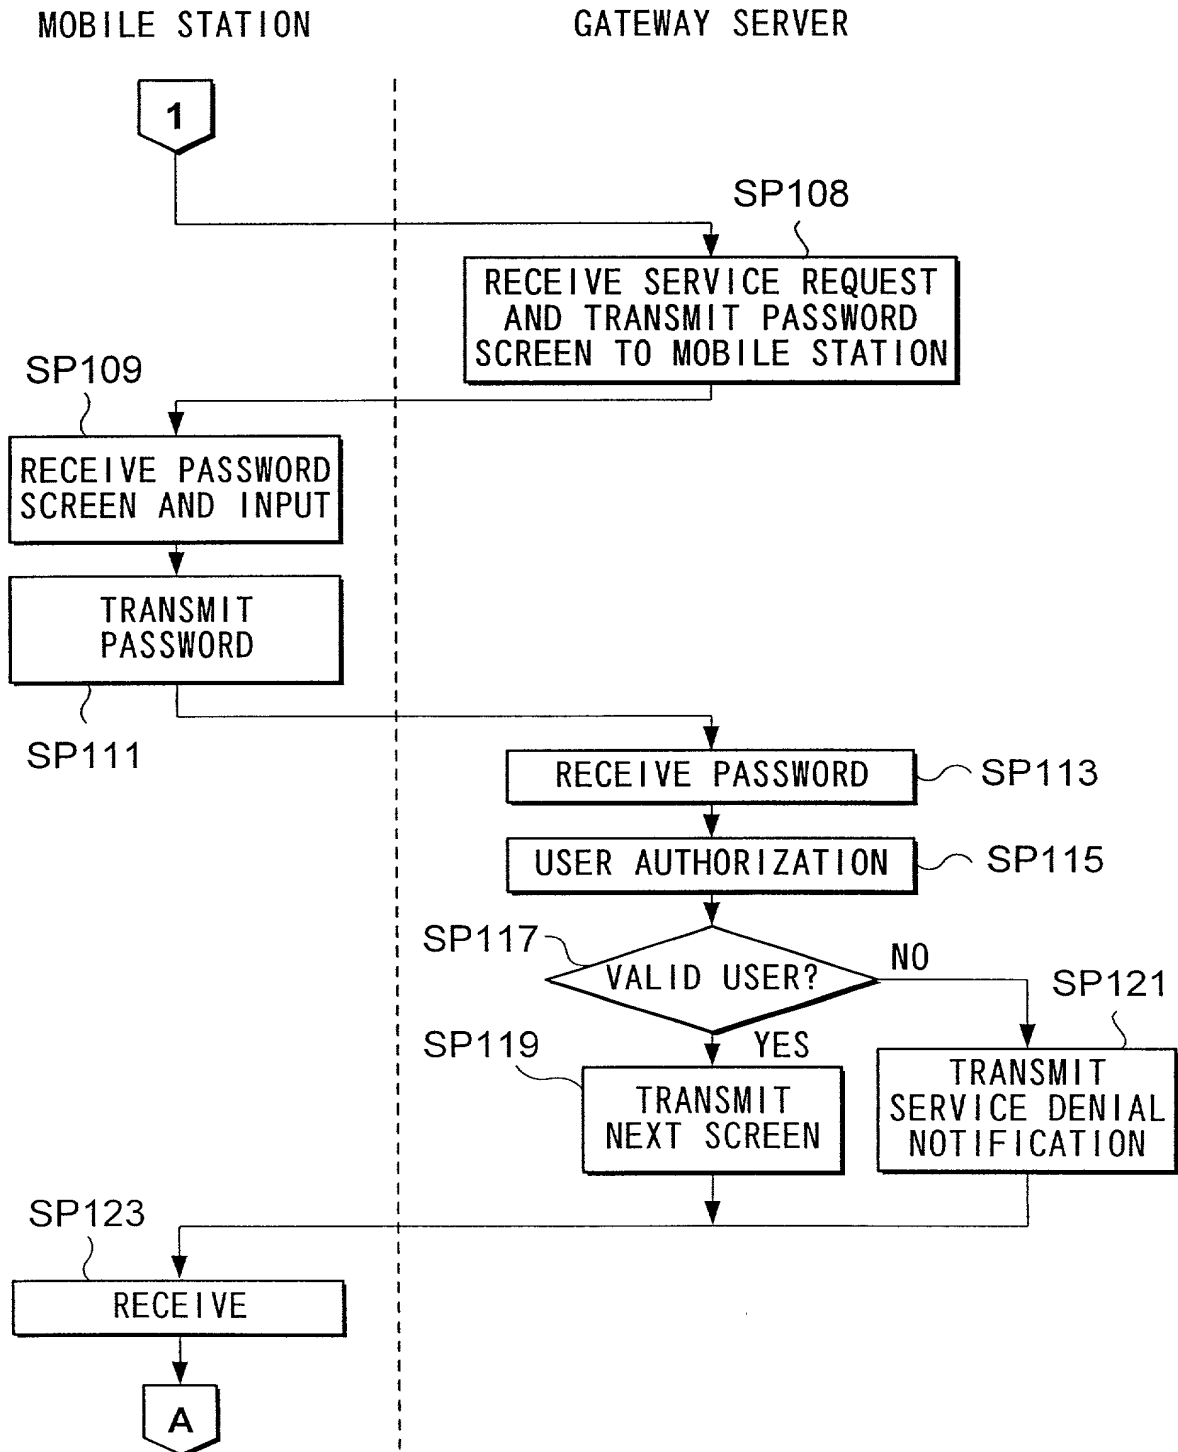 MOBILE STATION
GATEWAY SERVER
1
SP108
RECEIVE SERVICE REQUEST
AND TRANSMIT PASSWORD
SCREEN TO MOBILE STATION
SP109
RECEIVE PASSWORD
SCREEN AND INPUT
TRANSMIT
PASSWORD
SP111
RECEIVE PASSWORD
SP113
USER AUTHORIZATION
SP115
SP117
VALID USER?
NO
SP121
SP119
YES
TRANSMIT
NEXT SCREEN
TRANSMIT
SERVICE DENIAL
NOTIFICATION
SP123
RECEIVE
A